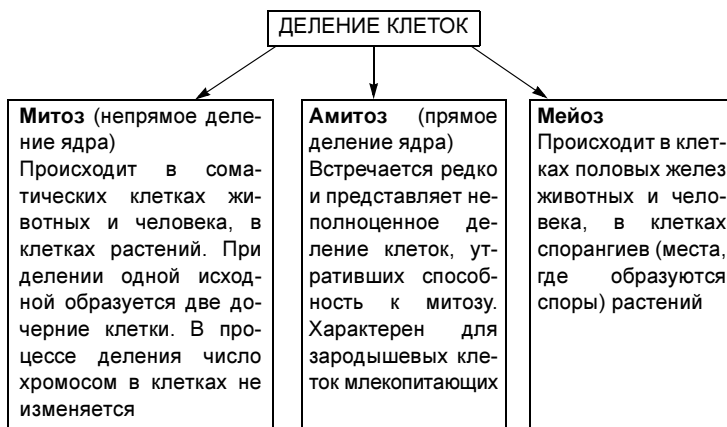 ДЕЛЕНИЕ КЛЕТОК
Митоз (непрямое деле-
ние ядра)
Происходит в сома-
тических клетках жи-
вотных и человека, в
клетках растений. При
делении одной исход-
ной образуется две до-
черние клетки. В про-
цессе деления число
хромосом в клетках не
изменяется
Амитоз (прямое
деление ядра)
Встречается редко
и представляет не-
полноценное де-
ление клеток, ут-
ративших способ-
ность к митозу.
Характерен для
зародышевых кле-
ток млекопитающих
Мейоз
Происходит в клет-
ках половых желез
животных и чело-
века, в клетках
спорангиев (места,
где образуются
споры) растений